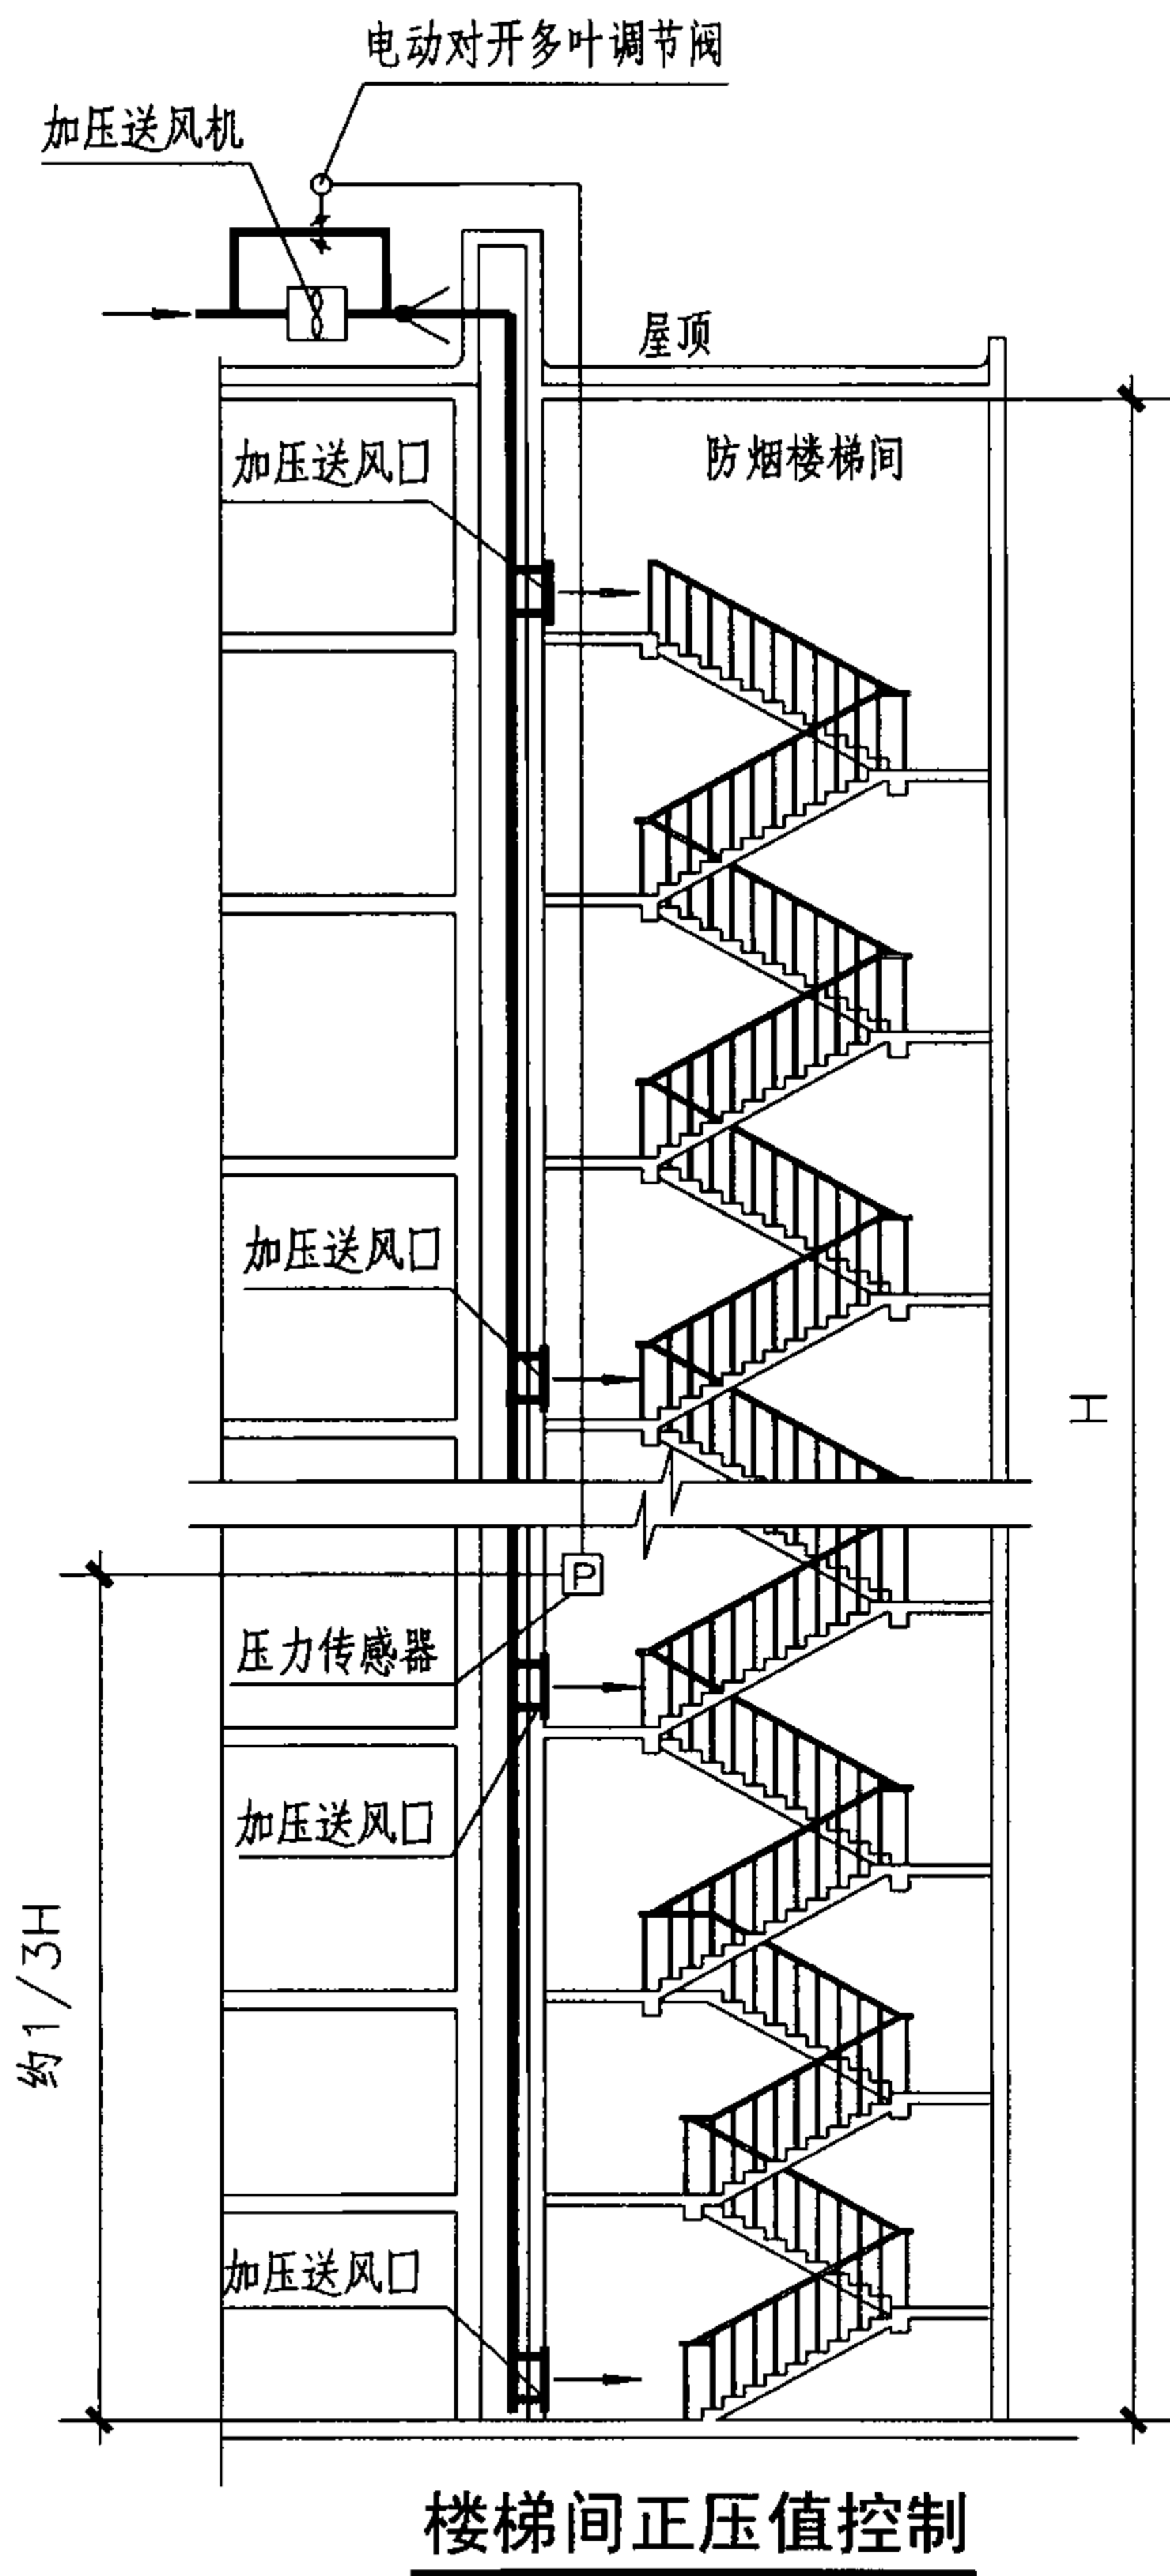 电动对开多叶调节阀
加压送风机
屋顶
加压送风口
防烟楼梯间
加压送风口
H
P
压力传感器
加压送风口
约1/3H
加压送风口
楼梯间正压值控制